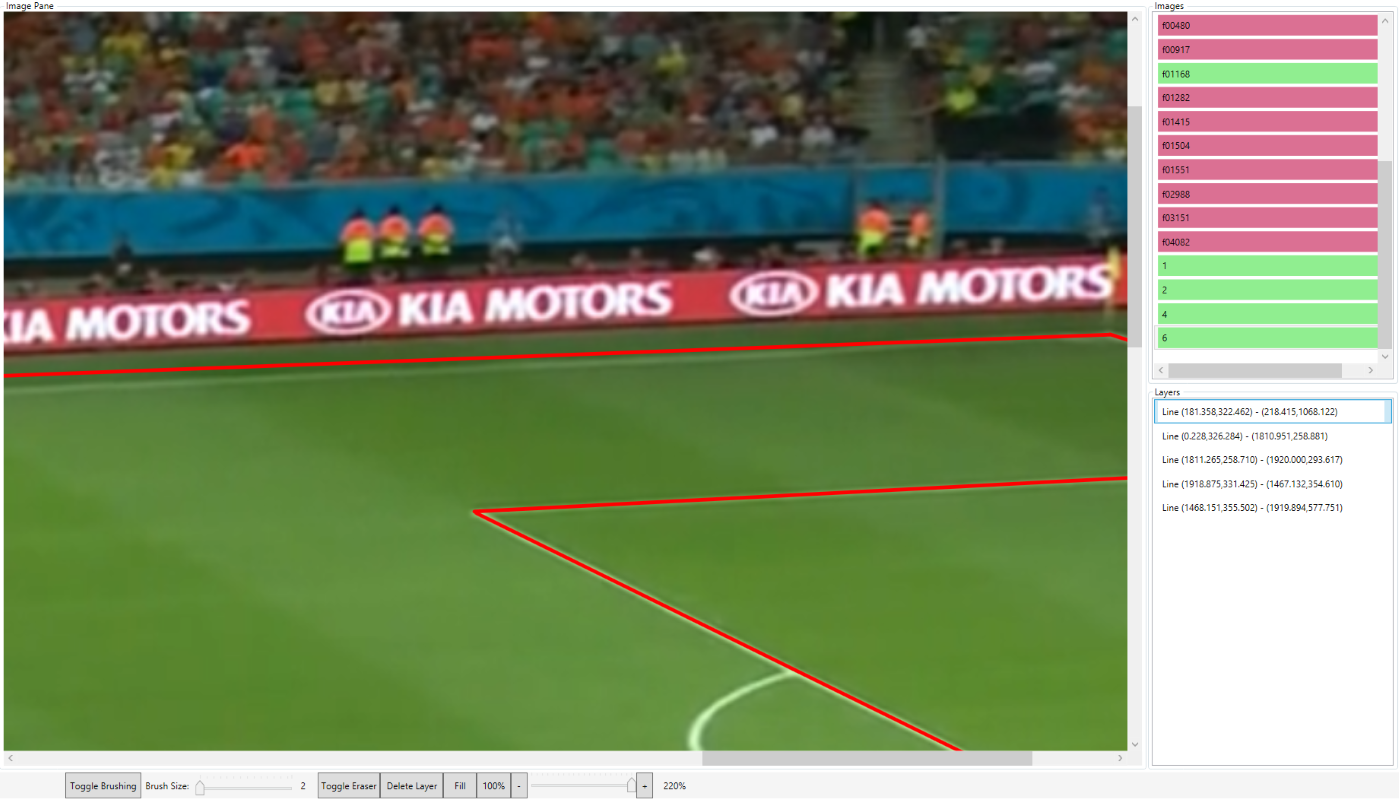 Image Pane
Images
f00480
f00917
f01168
f01282
f01415
f01504
f01551
f02988
f03151
f04082
1
2
4
6
KIA MOTORS KIA KIA MOTORS KIA KIA MOTORS
Layers
Line (181.358,322.462) - (218.415,1068.122)
Line (0.228,326.284) - (1810.951,258.881)
Line (1811.265,258.710) - (1920.000,293.617)
Line (1918.875,331.425) - (1467.132,354.610)
Line (1468.151,355.502) - (1919.894,577.751)
Toggle Brushing Brush Size: 2 Toggle Eraser Delete Layer Fill 100% - + 220%